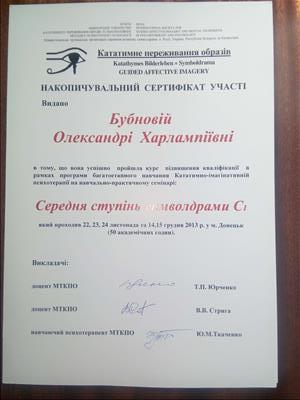 Кататимне переживання образів
Katathymes Bilderleben • Symboldrama
GUIDED AFFECTIVE IMAGERY
НАКОПИЧУВАЛЬНИЙ СЕРТИФІКАТ УЧАСТІ
Видано
Бубновій
Олександрі Харлампіївні
в тому, що вона успішно пройшла курс підвищення кваліфікації в
рамках програми багатоетапного навчання Кататимно-імагінативній
психотерапії на навчально-практичному семінарі:
Середня ступінь символдрами С1
який проходив 22, 23, 24 листопада та 14,15 грудня 2013 р. у м. Донецьк
(50 академічних годин).
Викладачі:
доцент МТКПО Т.П. Юрченко
доцент МТКПО В.В. Стрига
навчаючий психотерапевт МТКПО Ю.М.Ткаченко